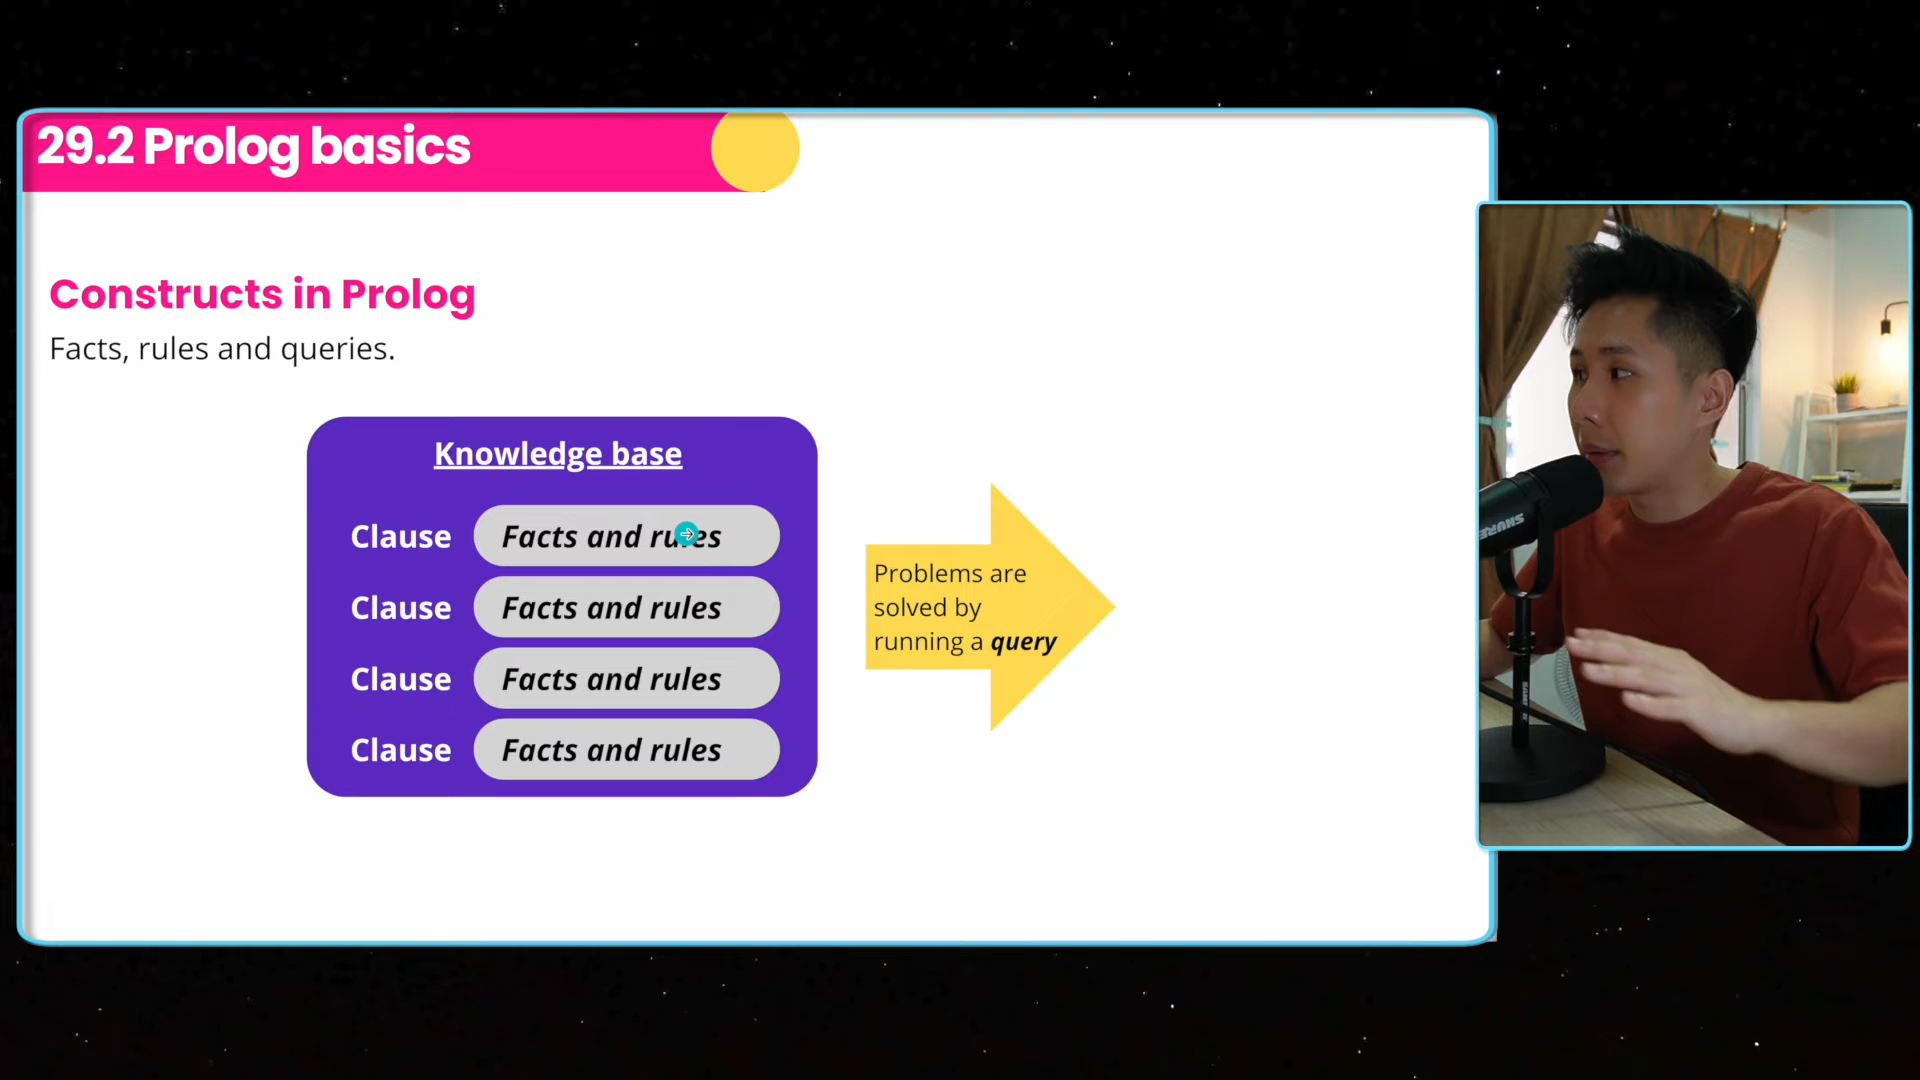 29.2 Prolog basics
Constructs in Prolog
Facts, rules and queries.
Knowledge base
Clause Facts and rules
Clause Facts and rules
Clause Facts and rules
Clause Facts and rules
Problems are
solved by
running a query
SHURE